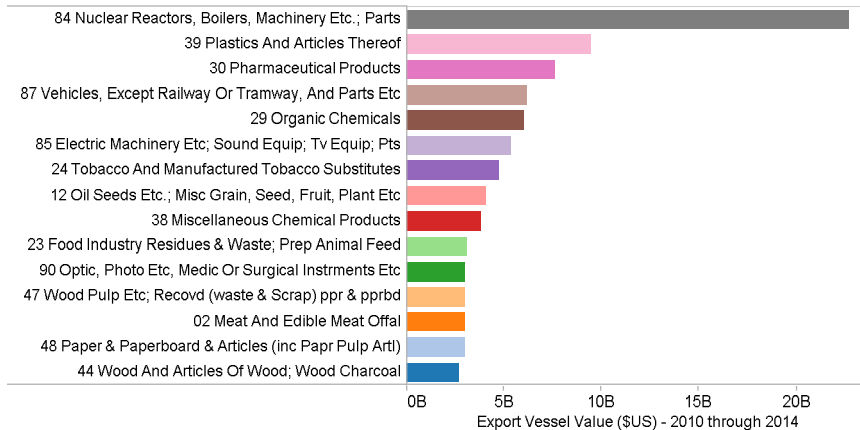 84 Nuclear Reactors, Boilers, Machinery Etc.; Parts
39 Plastics And Articles Thereof
30 Pharmaceutical Products
87 Vehicles, Except Railway Or Tramway, And Parts Etc
29 Organic Chemicals
85 Electric Machinery Etc; Sound Equip; Tv Equip; Pts
24 Tobacco And Manufactured Tobacco Substitutes
12 Oil Seeds Etc.; Misc Grain, Seed, Fruit, Plant Etc
38 Miscellaneous Chemical Products
23 Food Industry Residues & Waste; Prep Animal Feed
90 Optic, Photo Etc, Medic Or Surgical Instrments Etc
47 Wood Pulp Etc; Recovd (waste & Scrap) ppr & pprbd
02 Meat And Edible Meat Offal
48 Paper & Paperboard & Articles (inc Papr Pulp Artl)
44 Wood And Articles Of Wood; Wood Charcoal
0B 5B 10B 15B 20B
Export Vessel Value ($US) - 2010 through 2014